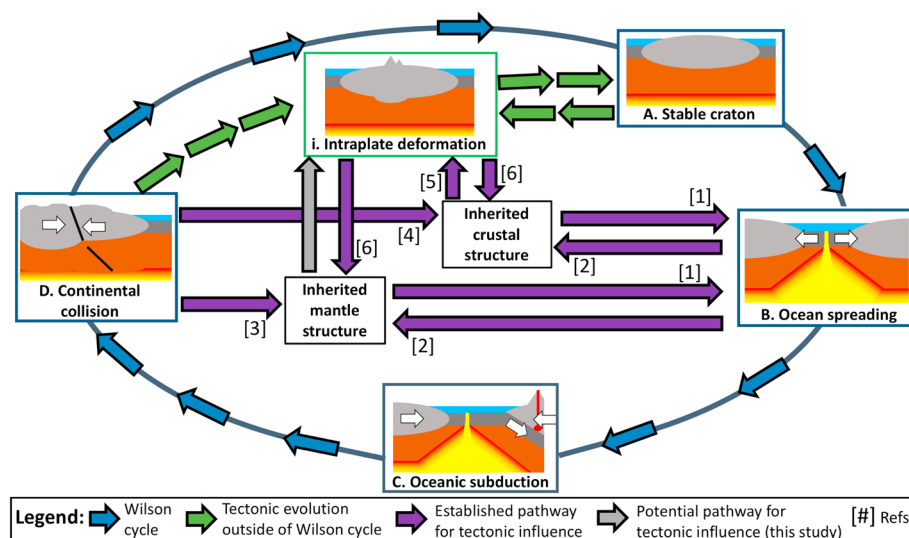 i. Intraplate deformation
A. Stable craton
[5]
[6]
[1]
[4]
Inherited
crustal
structure
[2]
[6]
[1]
D. Continental
collision
[3]
Inherited
mantle
structure
[2]
B. Ocean spreading
C. Oceanic subduction
Legend:
Wilson
cycle
Tectonic evolution
outside of Wilson cycle
Established pathway
for tectonic influence
Potential pathway for
tectonic influence (this study)
[#] Refs